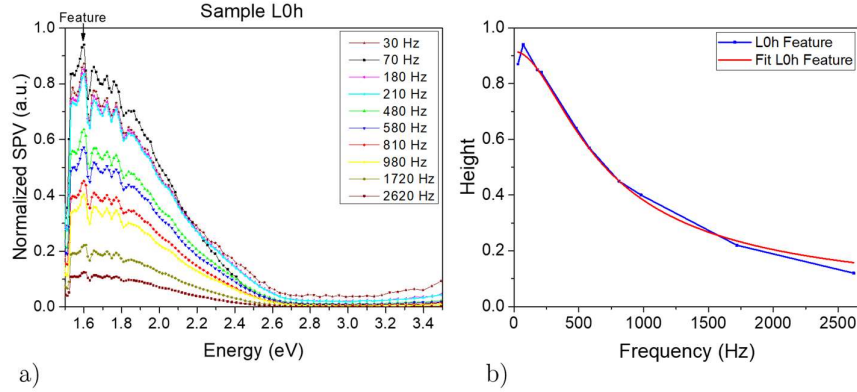 Sample L0h
Feature
30 Hz
70 Hz
180 Hz
210 Hz
480 Hz
580 Hz
810 Hz
980 Hz
1720 Hz
2620 Hz
Normalized SPV (a.u.)
1.0
0.8
0.6
0.4
0.2
0.0
1.6 1.8 2.0 2.2 2.4 2.6 2.8 3.0 3.2 3.4
Energy (eV)
a)
L0h Feature
Fit L0h Feature
Height
1.0
0.8
0.6
0.4
0.2
0.0
0 500 1000 1500 2000 2500
Frequency (Hz)
b)